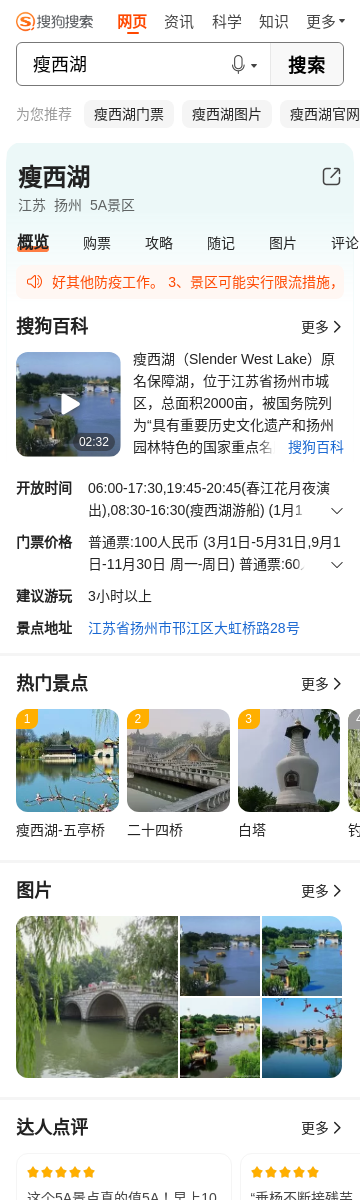 搜狗搜索 网页 资讯 科学 知识 更多
瘦西湖 搜索
为您推荐 瘦西湖门票 瘦西湖图片 瘦西湖官网
瘦西湖
江苏 扬州 5A景区
概览 购票 攻略 随记 图片 评论
好其他防疫工作。 3、景区可能实行限流措施，
搜狗百科 更多
瘦西湖（Slender West Lake）原
名保障湖，位于江苏省扬州市城
区，总面积2000亩，被国务院列
为“具有重要历史文化遗产和扬州
园林特色的国家重点名 搜狗百科
02:32
开放时间 06:00-17:30,19:45-20:45(春江花月夜演
出),08:30-16:30(瘦西湖游船) (1月1
门票价格 普通票:100人民币 (3月1日-5月31日,9月1
日-11月30日 周一-周日) 普通票:60
建议游玩 3小时以上
景点地址 江苏省扬州市邗江区大虹桥路28号
热门景点 更多
1 2 3 4
瘦西湖-五亭桥 二十四桥 白塔 钓
图片 更多
达人点评 更多
这个5A景点真的值5A！早上10 “垂杨不断接残芜